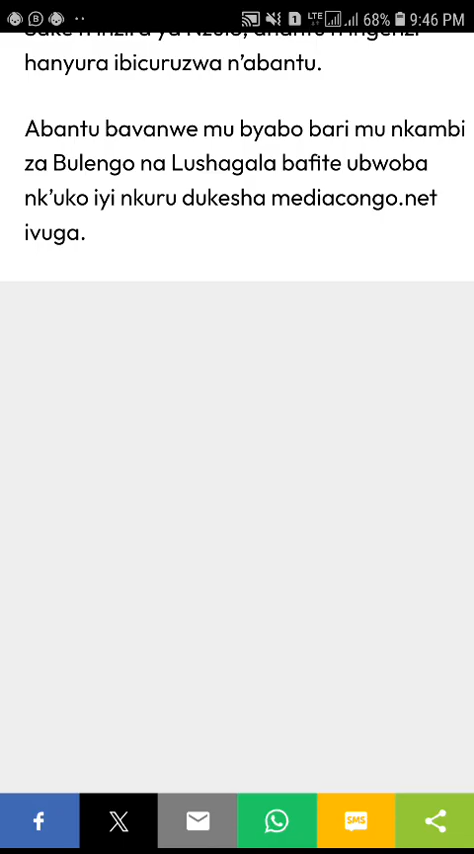 LTE 68% 9:46 PM
hanyura ibicuruzwa n’abantu.
Abantu bavanwe mu byabo bari mu nkambi
za Bulengo na Lushagala bafite ubwoba
nk’uko iyi nkuru dukesha mediacongo.net
ivuga.
SMS